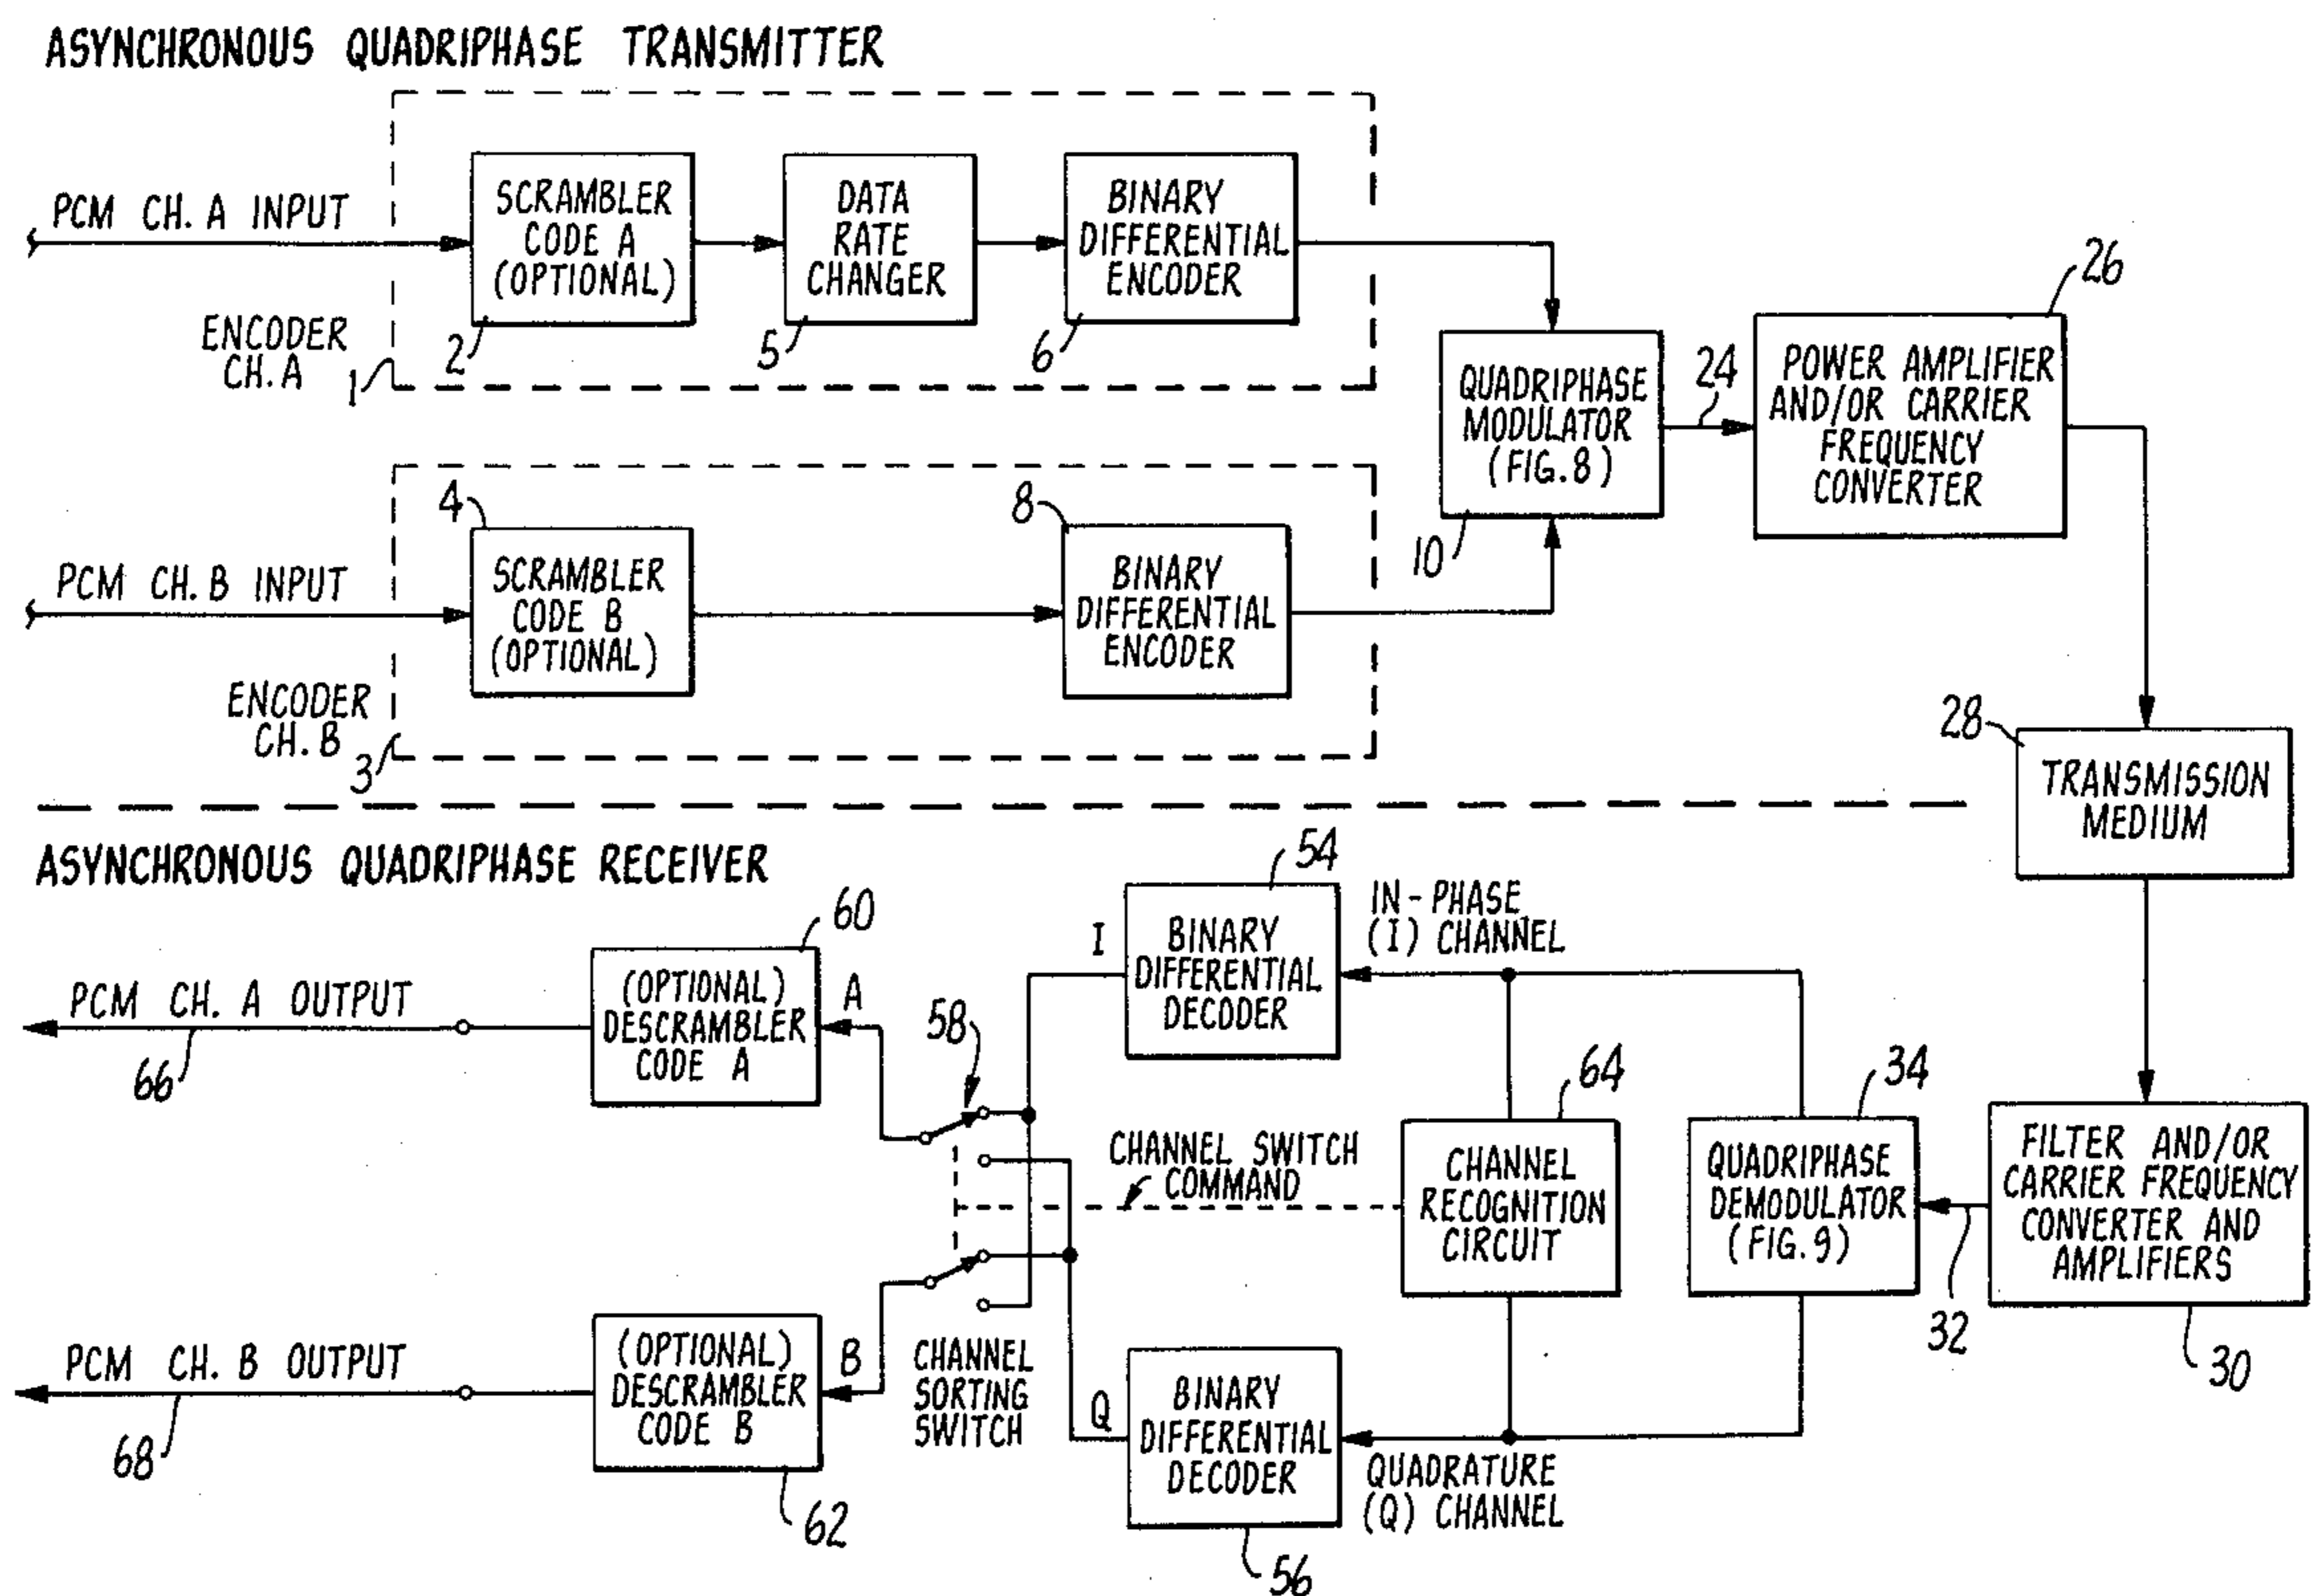 ASYNCHRONOUS QUADRIPHASE TRANSMITTER
PCM CH. A INPUT
ENCODER
CH. A
1
SCRAMBLER
CODE A
(OPTIONAL)
2
DATA
RATE
CHANGER
5
BINARY
DIFFERENTIAL
ENCODER
6
PCM CH. B INPUT
ENCODER
CH. B
3
4
SCRAMBLER
CODE B
(OPTIONAL)
8
BINARY
DIFFERENTIAL
ENCODER
QUADRIPHASE
MODULATOR
(FIG. 8)
10
24
26
POWER AMPLIFIER
AND/OR CARRIER
FREQUENCY
CONVERTER
28
TRANSMISSION
MEDIUM
ASYNCHRONOUS QUADRIPHASE RECEIVER
PCM CH. A OUTPUT
66
60
(OPTIONAL)
DESCRAMBLER
CODE A
A
58
I
54
BINARY
DIFFERENTIAL
DECODER
IN-PHASE
(I) CHANNEL
CHANNEL SWITCH
COMMAND
64
CHANNEL
RECOGNITION
CIRCUIT
34
QUADRIPHASE
DEMODULATOR
(FIG. 9)
32
FILTER AND/OR
CARRIER FREQUENCY
CONVERTER AND
AMPLIFIERS
30
PCM CH. B OUTPUT
68
(OPTIONAL)
DESCRAMBLER
CODE B
62
B
CHANNEL
SORTING
SWITCH
Q
BINARY
DIFFERENTIAL
DECODER
56
QUADRATURE
(Q) CHANNEL